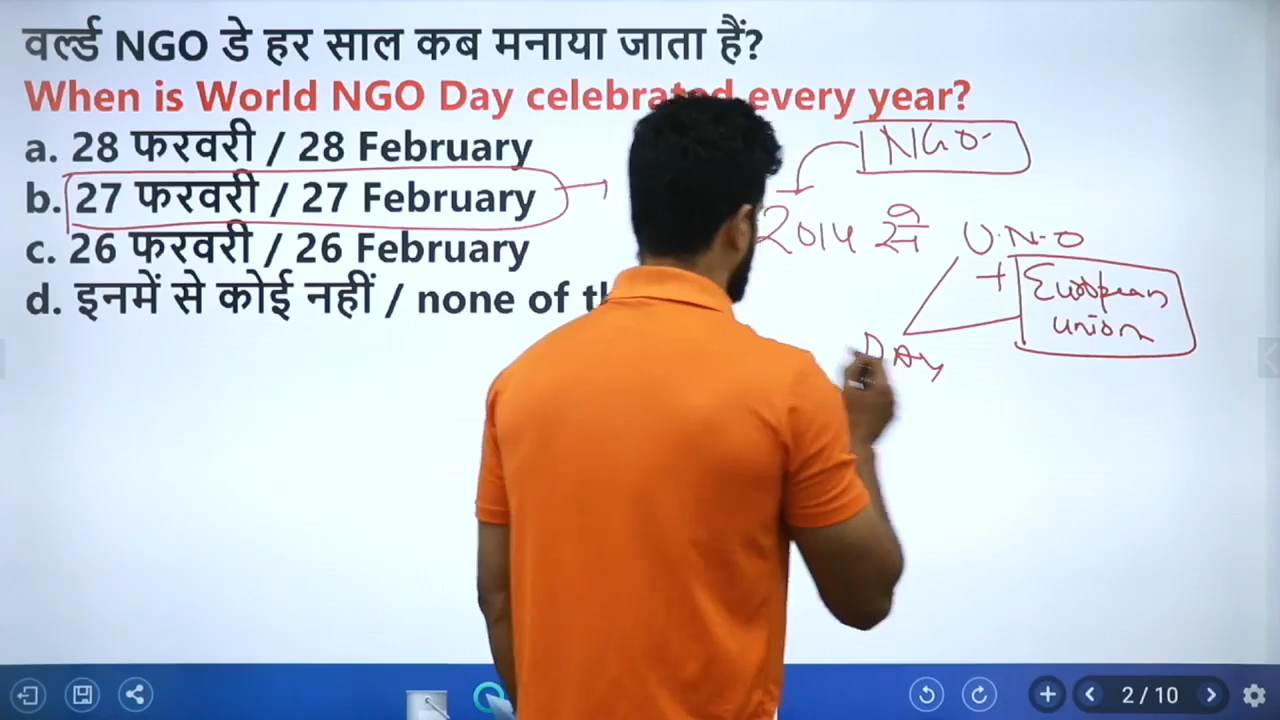 वर्ल्ड NGO डे हर साल कब मनाया जाता हैं?
When is World NGO Day celebrated every year?
a. 28 फरवरी / 28 February
b. 27 फरवरी / 27 February
c. 26 फरवरी / 26 February
d. इनमें से कोई नहीं / none of
NGO
2014 से U.N.O
+ European
union
DAy
2 / 10